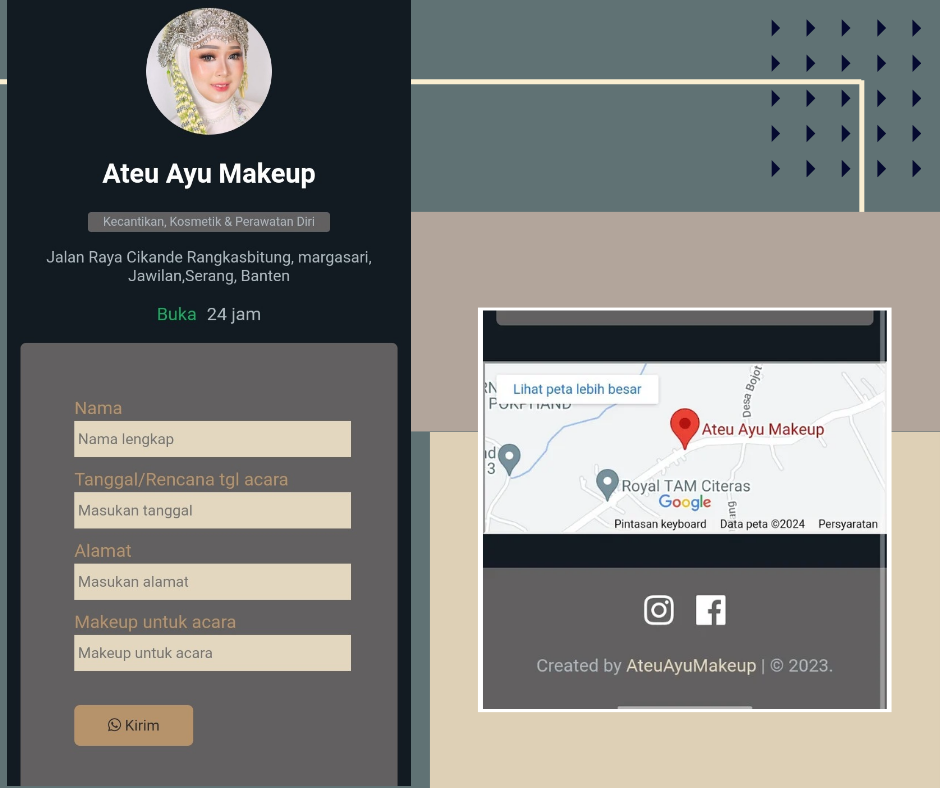 Ateu Ayu Makeup
Kecantikan, Kosmetik & Perawatan Diri
Jalan Raya Cikande Rangkasbitung, margasari,
Jawilan,Serang, Banten
Buka 24 jam
Nama
Nama lengkap
Tanggal/Rencana tgl acara
Masukan tanggal
Alamat
Masukan alamat
Makeup untuk acara
Makeup untuk acara
Kirim
Lihat peta lebih besar
Desa Bojot
Ateu Ayu Makeup
3
Royal TAM Citeras
Google
Pintasan keyboard Data peta ©2024 Persyaratan
Created by AteuAyuMakeup | © 2023.